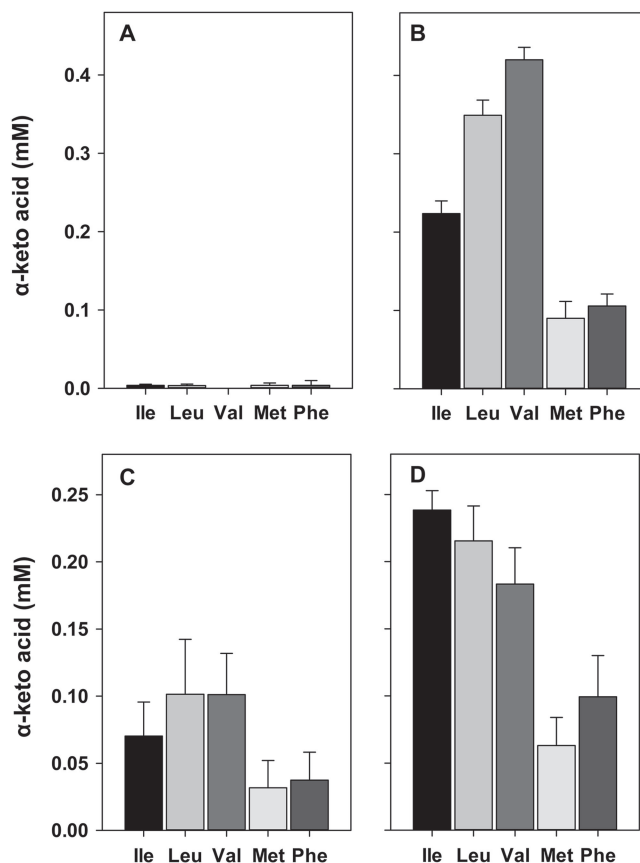 A
B
α-keto acid (mM)
0.4
0.3
0.2
0.1
0.0
Ile Leu Val Met Phe
Ile Leu Val Met Phe
C
D
α-keto acid (mM)
0.25
0.20
0.15
0.10
0.05
0.00
Ile Leu Val Met Phe
Ile Leu Val Met Phe